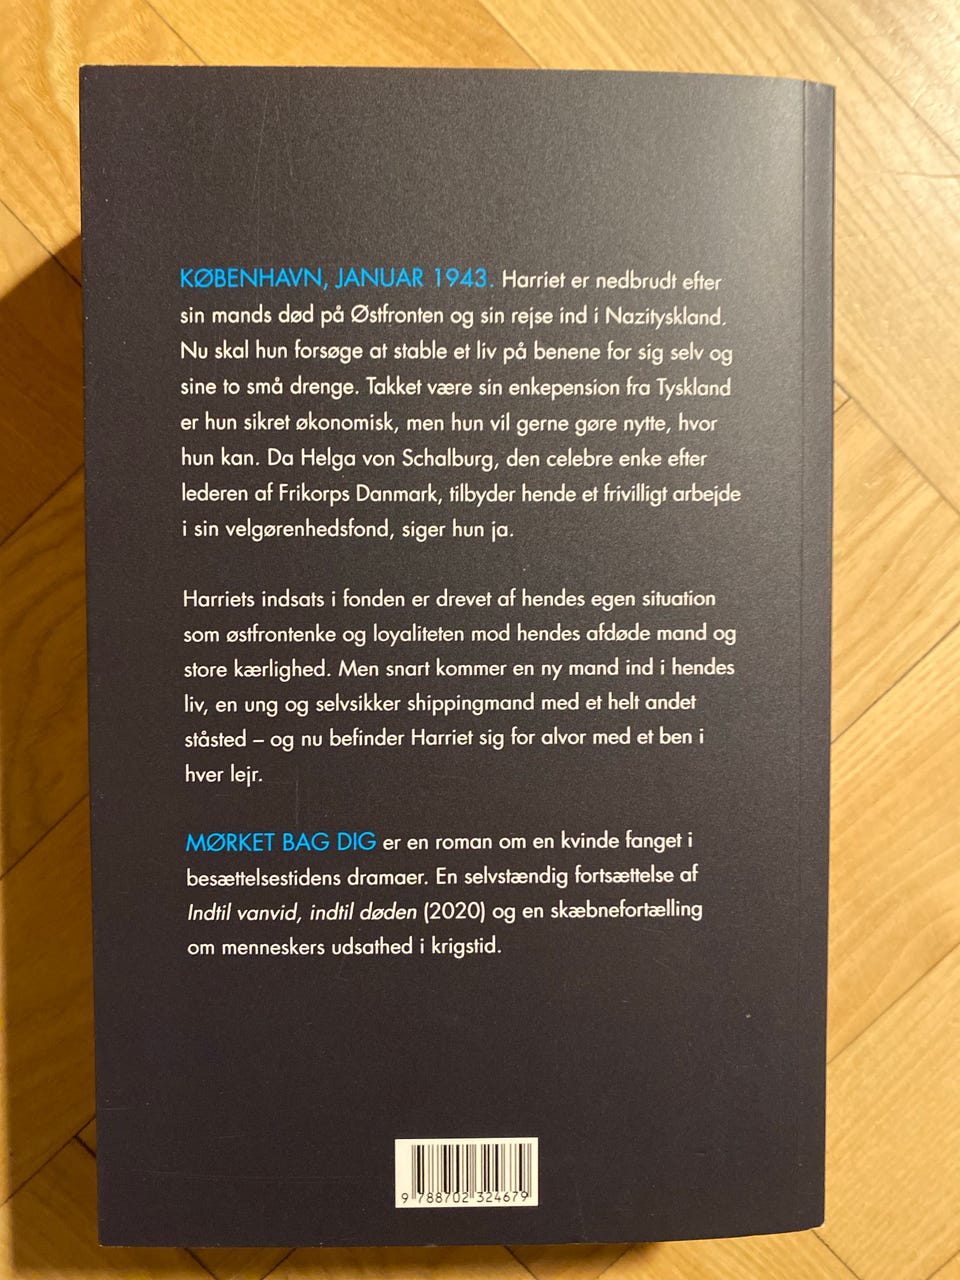 KØBENHAVN, JANUAR 1943. Harriet er nedbrudt efter
sin mands død på Østfronten og sin rejse ind i Nazityskland.
Nu skal hun forsøge at stable et liv på benene for sig selv og
sine to små drenge. Takket være sin enkepension fra Tyskland
er hun sikret økonomisk, men hun vil gerne gøre nytte, hvor
hun kan. Da Helga von Schalburg, den celebre enke efter
lederen af Frikorps Danmark, tilbyder hende et frivilligt arbejde
i sin velgørenhedsfond, siger hun ja.
Harriets indsats i fonden er drevet af hendes egen situation
som østfrontenke og loyaliteten mod hendes afdøde mand og
store kærlighed. Men snart kommer en ny mand ind i hendes
liv, en ung og selvsikker shippingmand med et helt andet
ståsted – og nu befinder Harriet sig for alvor med et ben i
hver lejr.
MØRKET BAG DIG er en roman om en kvinde fanget i
besættelsestidens dramaer. En selvstændig fortsættelse af
Indtil vanvid, indtil døden (2020) og en skæbnefortælling
om menneskers udsathed i krigstid.
9 788702 324679